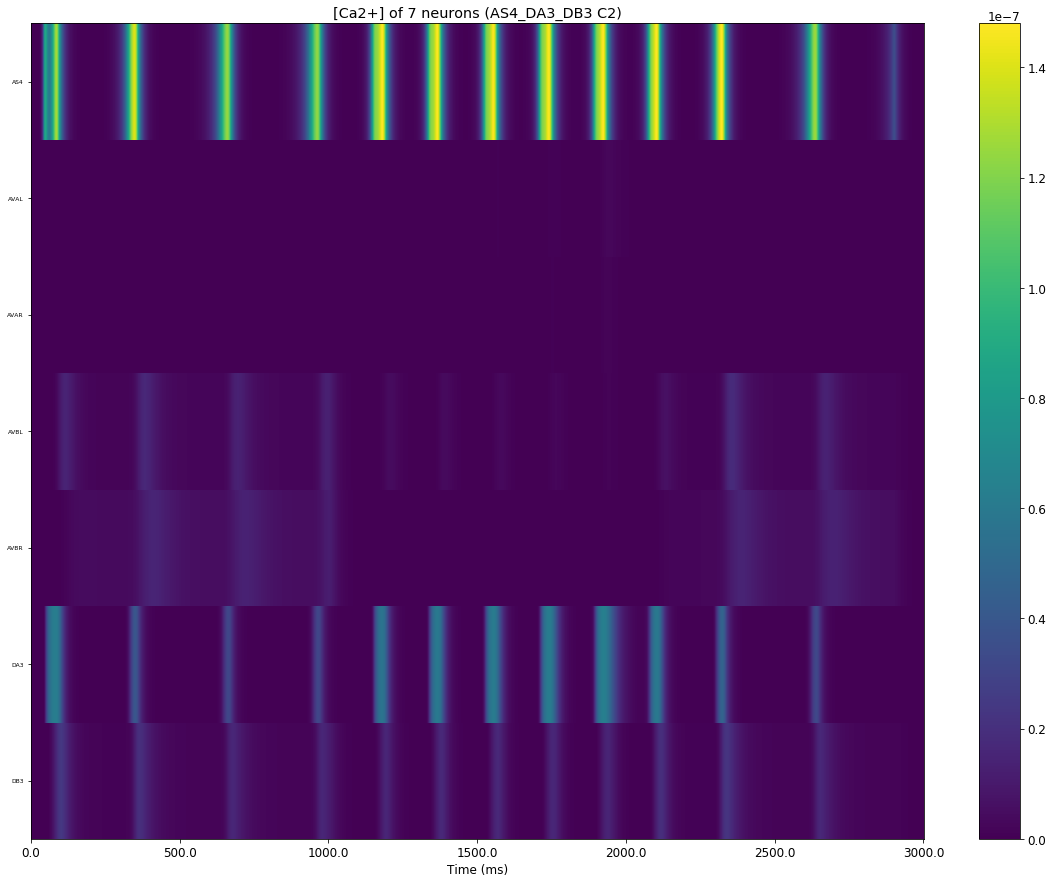 [Ca2+] of 7 neurons (AS4_DA3_DB3 C2)
1e−7
1.4
1.2
1.0
0.8
0.6
0.4
0.2
0.0
AS4
AVAL
AVAR
AVBL
AVBR
DA3
DB3
0.0 500.0 1000.0 1500.0 2000.0 2500.0 3000.0
Time (ms)